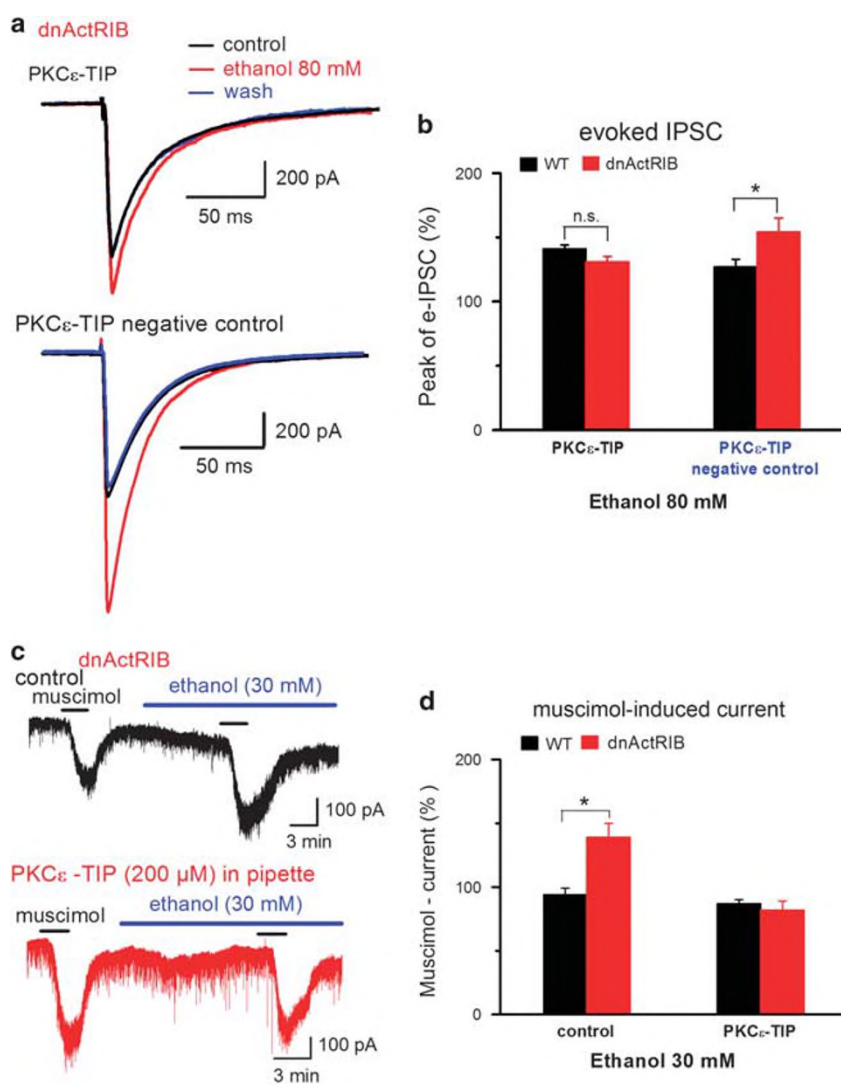 a
dnActRIB
PKCε-TIP
control
ethanol 80 mM
wash
200 pA
50 ms
PKCε-TIP negative control
200 pA
50 ms
b
evoked IPSC
WT dnActRIB
200
100
0
Peak of e-IPSC (%)
n.s.
*
PKCε-TIP
PKCε-TIP
negative control
Ethanol 80 mM
c
dnActRIB
control
muscimol
ethanol (30 mM)
100 pA
3 min
PKCε -TIP (200 µM) in pipette
muscimol
ethanol (30 mM)
100 pA
3 min
d
muscimol-induced current
WT dnActRIB
200
100
0
Muscimol - current (%)
*
control
PKCε-TIP
Ethanol 30 mM